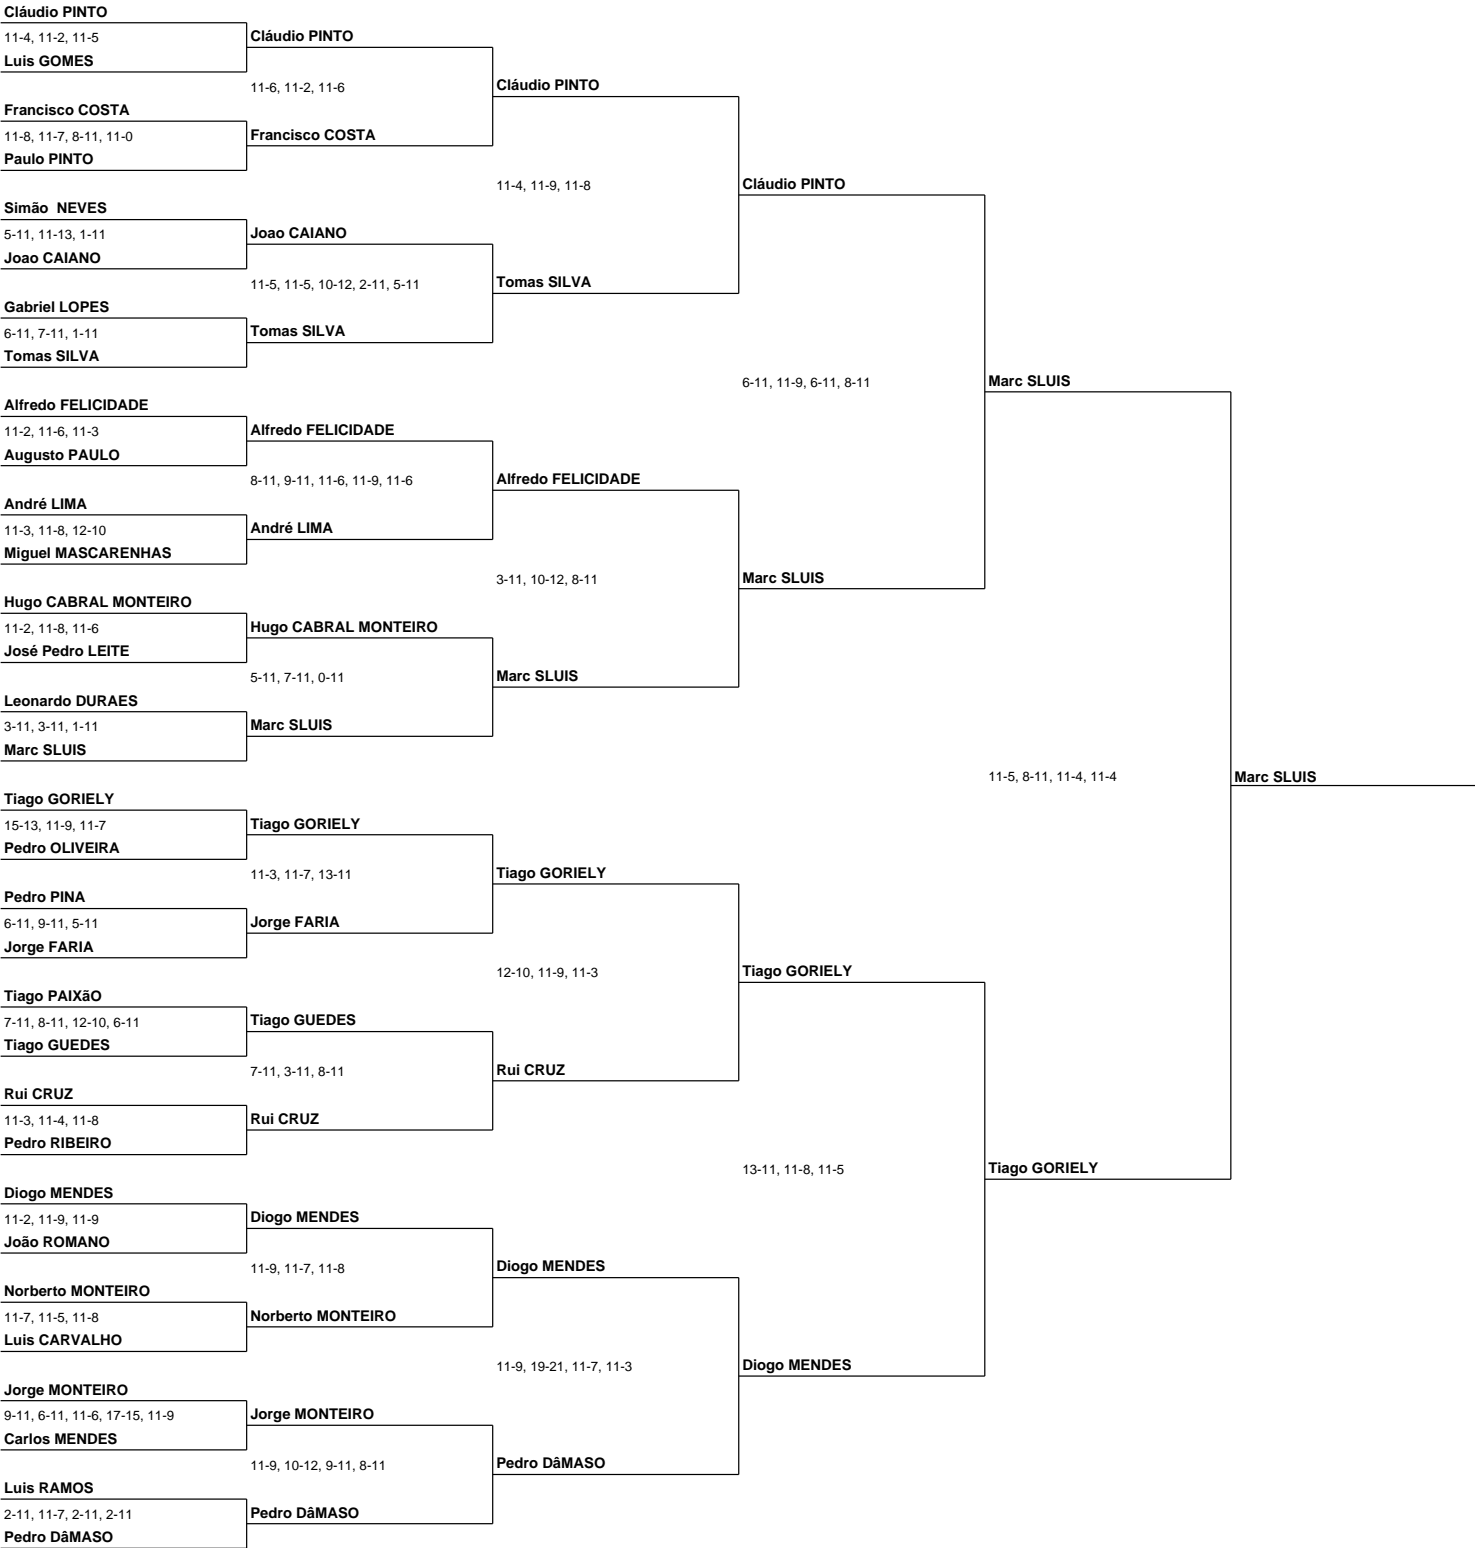 Cláudio PINTO
11-4, 11-2, 11-5
Cláudio PINTO
Luis GOMES
11-6, 11-2, 11-6
Cláudio PINTO
Francisco COSTA
11-8, 11-7, 8-11, 11-0
Francisco COSTA
Paulo PINTO
11-4, 11-9, 11-8
Cláudio PINTO
Simão  NEVES
5-11, 11-13, 1-11
Joao CAIANO
Joao CAIANO
11-5, 11-5, 10-12, 2-11, 5-11
Tomas SILVA
Gabriel LOPES
6-11, 7-11, 1-11
Tomas SILVA
Tomas SILVA
6-11, 11-9, 6-11, 8-11
Marc SLUIS
Alfredo FELICIDADE
11-2, 11-6, 11-3
Alfredo FELICIDADE
Augusto PAULO
8-11, 9-11, 11-6, 11-9, 11-6
Alfredo FELICIDADE
André LIMA
11-3, 11-8, 12-10
André LIMA
Miguel MASCARENHAS
3-11, 10-12, 8-11
Marc SLUIS
Hugo CABRAL MONTEIRO
11-2, 11-8, 11-6
Hugo CABRAL MONTEIRO
José Pedro LEITE
5-11, 7-11, 0-11
Marc SLUIS
Leonardo DURAES
3-11, 3-11, 1-11
Marc SLUIS
Marc SLUIS
11-5, 8-11, 11-4, 11-4
Marc SLUIS
Tiago GORIELY
15-13, 11-9, 11-7
Tiago GORIELY
Pedro OLIVEIRA
11-3, 11-7, 13-11
Tiago GORIELY
Pedro PINA
6-11, 9-11, 5-11
Jorge FARIA
Jorge FARIA
12-10, 11-9, 11-3
Tiago GORIELY
Tiago PAIXãO
7-11, 8-11, 12-10, 6-11
Tiago GUEDES
Tiago GUEDES
7-11, 3-11, 8-11
Rui CRUZ
Rui CRUZ
11-3, 11-4, 11-8
Rui CRUZ
Pedro RIBEIRO
13-11, 11-8, 11-5
Tiago GORIELY
Diogo MENDES
11-2, 11-9, 11-9
Diogo MENDES
João ROMANO
11-9, 11-7, 11-8
Diogo MENDES
Norberto MONTEIRO
11-7, 11-5, 11-8
Norberto MONTEIRO
Luis CARVALHO
11-9, 19-21, 11-7, 11-3
Diogo MENDES
Jorge MONTEIRO
9-11, 6-11, 11-6, 17-15, 11-9
Jorge MONTEIRO
Carlos MENDES
11-9, 10-12, 9-11, 8-11
Pedro DâMASO
Luis RAMOS
2-11, 11-7, 2-11, 2-11
Pedro DâMASO
Pedro DâMASO